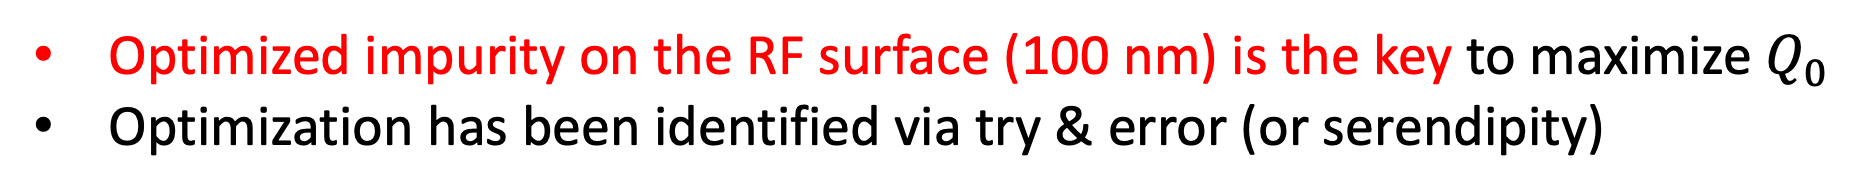 • Optimized impurity on the RF surface (100 nm) is the key to maximize Q₀
• Optimization has been identified via try & error (or serendipity)